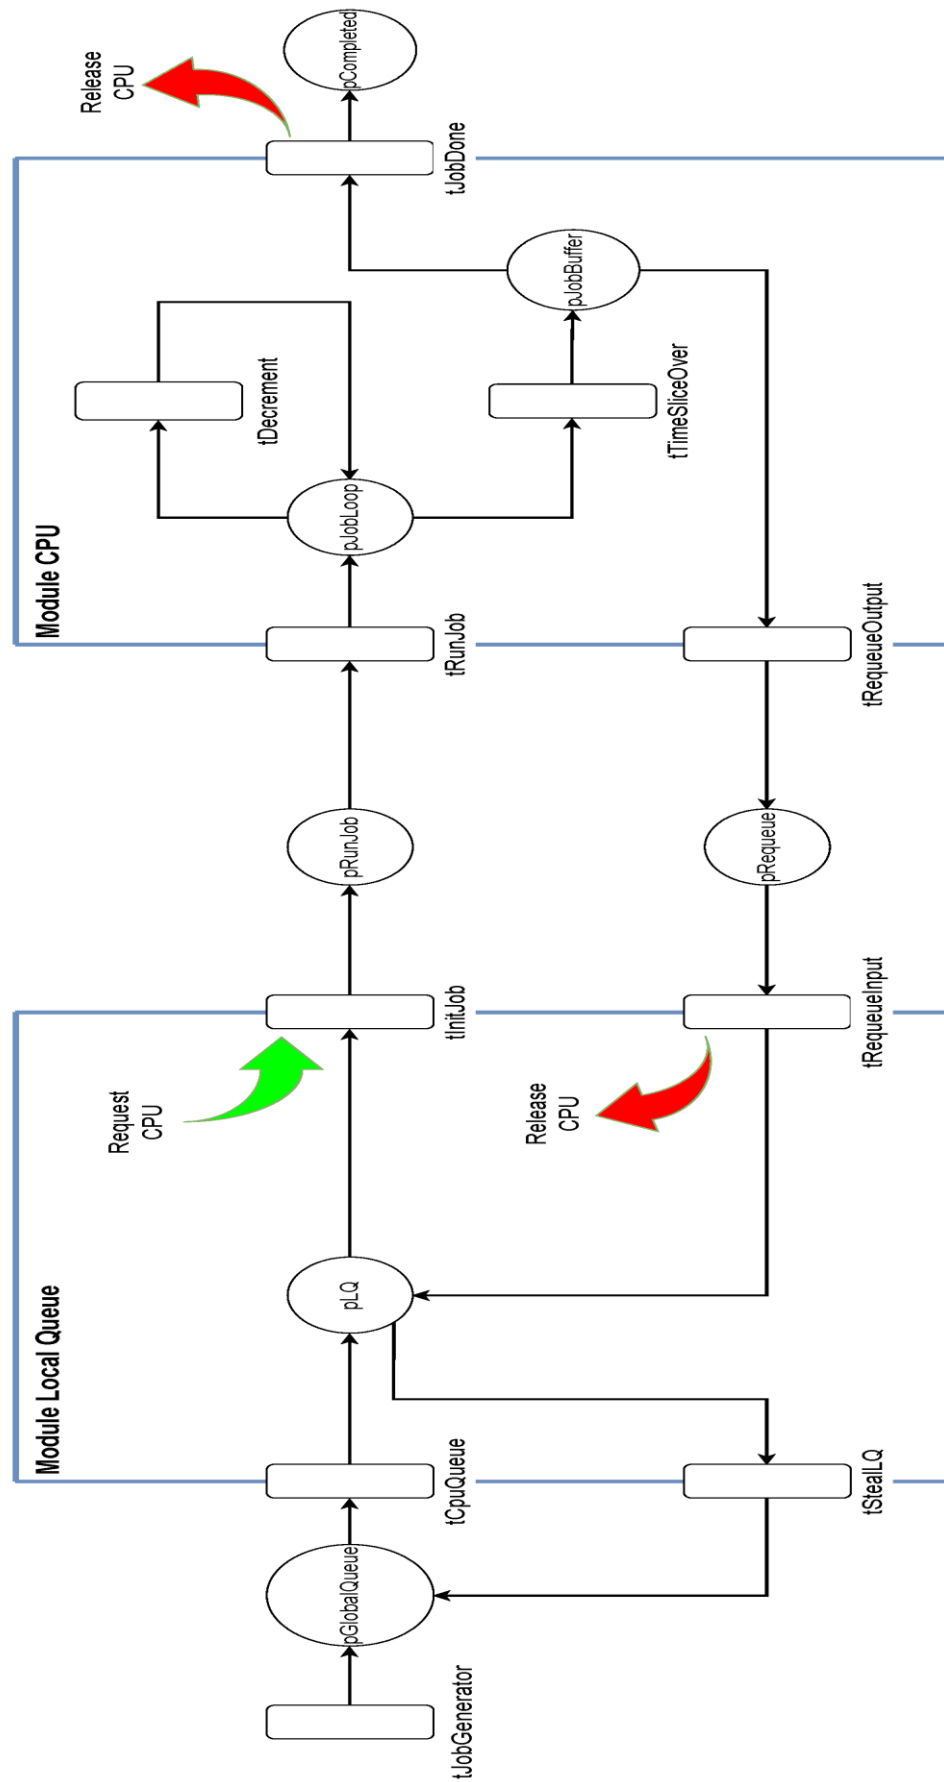 Module Local Queue
Module CPU
Request
CPU
Release
CPU
tDecrement
tJobGenerator
pGlobalQueue
tCpuQueue
pLQ
tInitJob
pRunJob
tRunJob
pJobLoop
tJobDone
pCompleted
Release
CPU
tTimeSliceOver
pJobBuffer
tStealLQ
tRequeueInput
pRequeue
tRequeueOutput